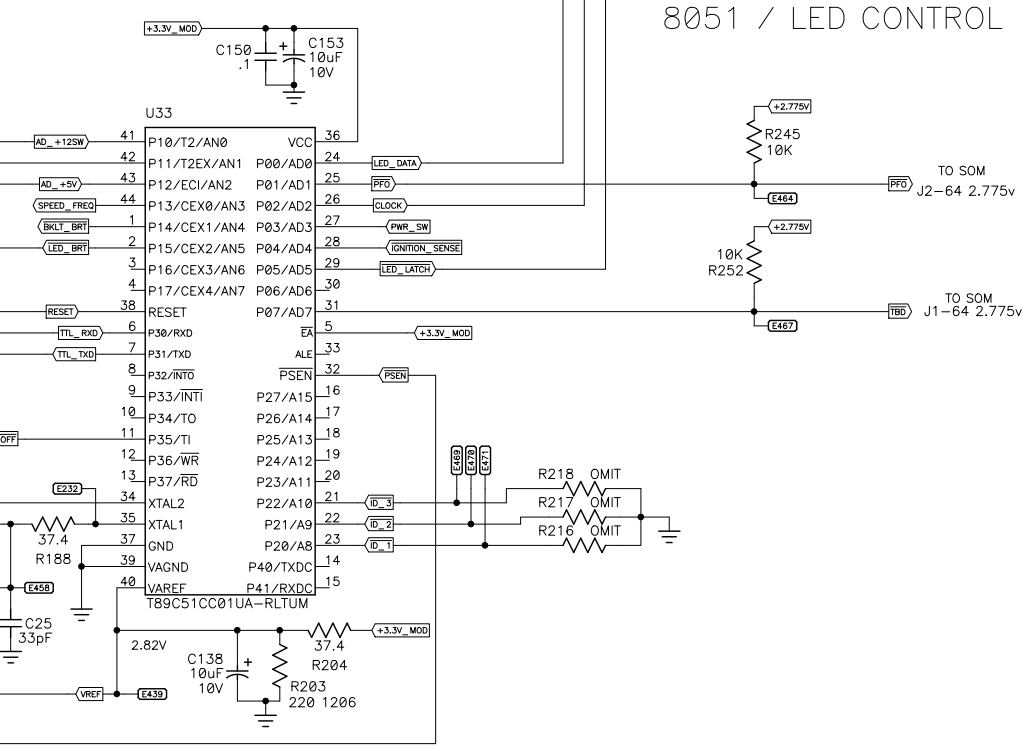 8051 / LED CONTROL
+3.3V_MOD
C150
.1
C153
10uF
10V
U33
AD_+12SW 41 P10/T2/AN0 VCC 36
42 P11/T2EX/AN1 P00/AD0 24 LED_DATA
AD_+5V 43 P12/ECI/AN2 P01/AD1 25 PFO
SPEED_FREQ 44 P13/CEX0/AN3 P02/AD2 26 CLOCK
BKLT_BRT 1 P14/CEX1/AN4 P03/AD3 27 PWR_SW
LED_BRT 2 P15/CEX2/AN5 P04/AD4 28 IGNITION_SENSE
3 P16/CEX3/AN6 P05/AD5 29 LED_LATCH
4 P17/CEX4/AN7 P06/AD6 30
RESET 38 RESET P07/AD7 31
TTL_RXD 6 P30/RXD EA 5 +3.3V_MOD
TTL_TXD 7 P31/TXD ALE 33
8 P32/INT0 PSEN 32 PSEN
9 P33/INTI P27/A15 16
10 P34/TO P26/A14 17
OFF 11 P35/TI P25/A13 18
12 P36/WR P24/A12 19
13 P37/RD P23/A11 20
E232 34 XTAL2 P22/A10 21 ID_3
35 XTAL1 P21/A9 22 ID_2
37 GND P20/A8 23 ID_1
39 VAGND P40/TXDC 14
40 VAREF P41/RXDC 15
T89C51CC01UA-RLTUM
+2.775V
R245
10K
TO SOM
PFO J2-64 2.775v
E464
+2.775V
10K
R252
TO SOM
TBD J1-64 2.775v
E467
E469
E470
E471
R218 OMIT
R217 OMIT
R216 OMIT
37.4
R188
E458
C25
33pF
2.82V
+3.3V_MOD
37.4
R204
C138
10uF
10V
R203
220 1206
VREF
E439